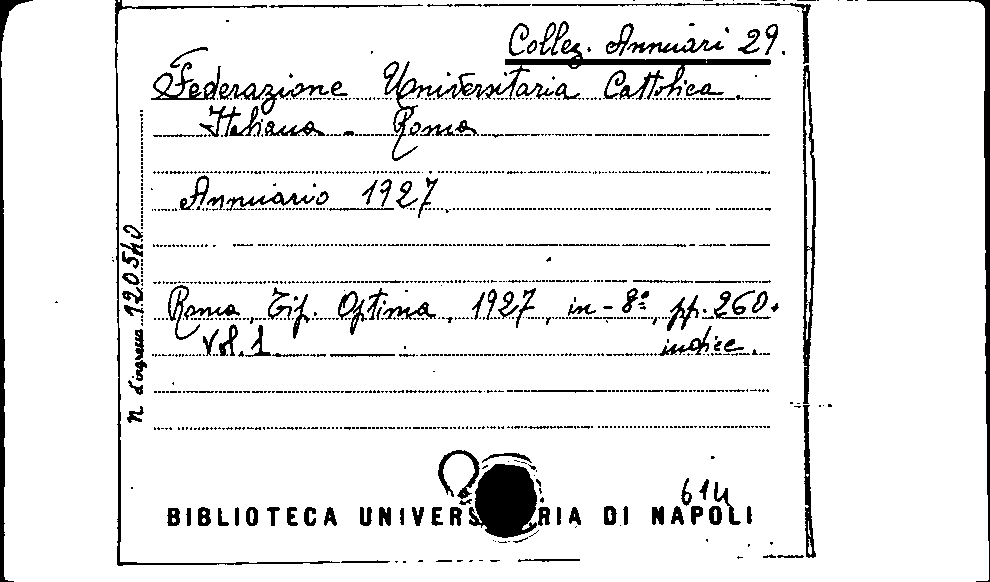 Collez. Annuari 29.
Federazione Universitaria Cattolica
Italiana - Roma
Annuario 1927
Roma, Tip. Optima, 1927, in-8º, pp. 260.
Vol. 1 indice.
N. d'ingresso 120540
614
BIBLIOTECA UNIVERS RIA DI NAPOLI